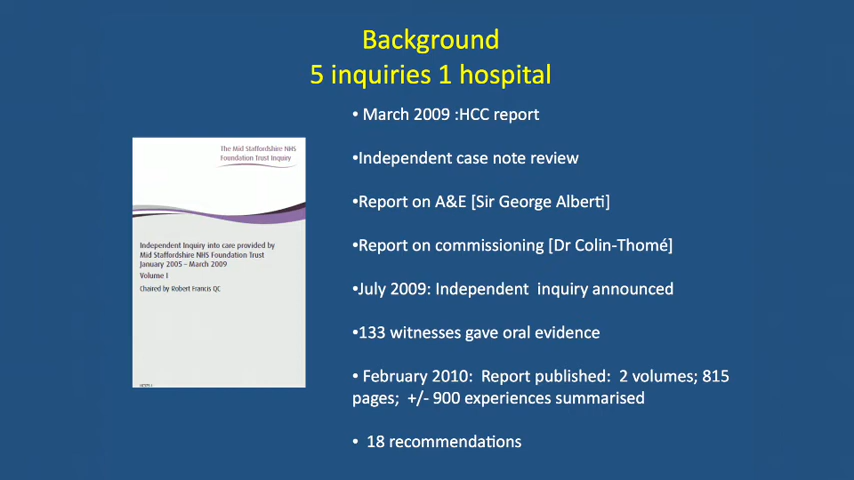 Background
5 inquiries 1 hospital
• March 2009 :HCC report
•Independent case note review
•Report on A&E [Sir George Alberti]
•Report on commissioning [Dr Colin-Thomé]
•July 2009: Independent inquiry announced
•133 witnesses gave oral evidence
• February 2010: Report published: 2 volumes; 815
pages; +/- 900 experiences summarised
• 18 recommendations
The Mid Staffordshire NHS
Foundation Trust Inquiry
Independent Inquiry into care provided by
Mid Staffordshire NHS Foundation Trust
January 2005 – March 2009
Volume I
Chaired by Robert Francis QC